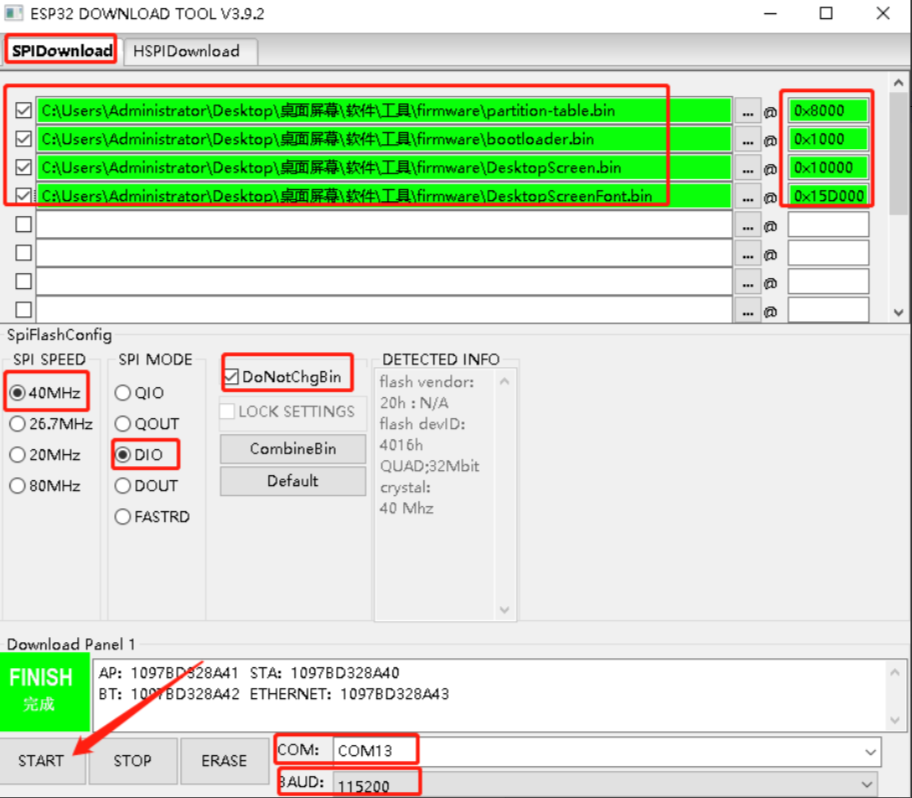 ESP32 DOWNLOAD TOOL V3.9.2
SPIDownload HSPIDownload
C:\Users\Administrator\Desktop\桌面屏幕\软件\工具\firmware\partition-table.bin ... @ 0x8000
C:\Users\Administrator\Desktop\桌面屏幕\软件\工具\firmware\bootloader.bin ... @ 0x1000
C:\Users\Administrator\Desktop\桌面屏幕\软件\工具\firmware\DesktopScreen.bin ... @ 0x10000
C:\Users\Administrator\Desktop\桌面屏幕\软件\工具\firmware\DesktopScreenFont.bin ... @ 0x15D000
... @
... @
... @
... @
SpiFlashConfig
SPI SPEED
40MHz
26.7MHz
20MHz
80MHz
SPI MODE
QIO
QOUT
DIO
DOUT
FASTRD
DoNotChgBin
LOCK SETTINGS
CombineBin
Default
DETECTED INFO
flash vendor:
20h : N/A
flash devID:
4016h
QUAD;32Mbit
crystal:
40 Mhz
Download Panel 1
FINISH
完成
AP: 1097BD328A41 STA: 1097BD328A40
BT: 1097BD328A42 ETHERNET: 1097BD328A43
START STOP ERASE
COM: COM13
BAUD: 115200